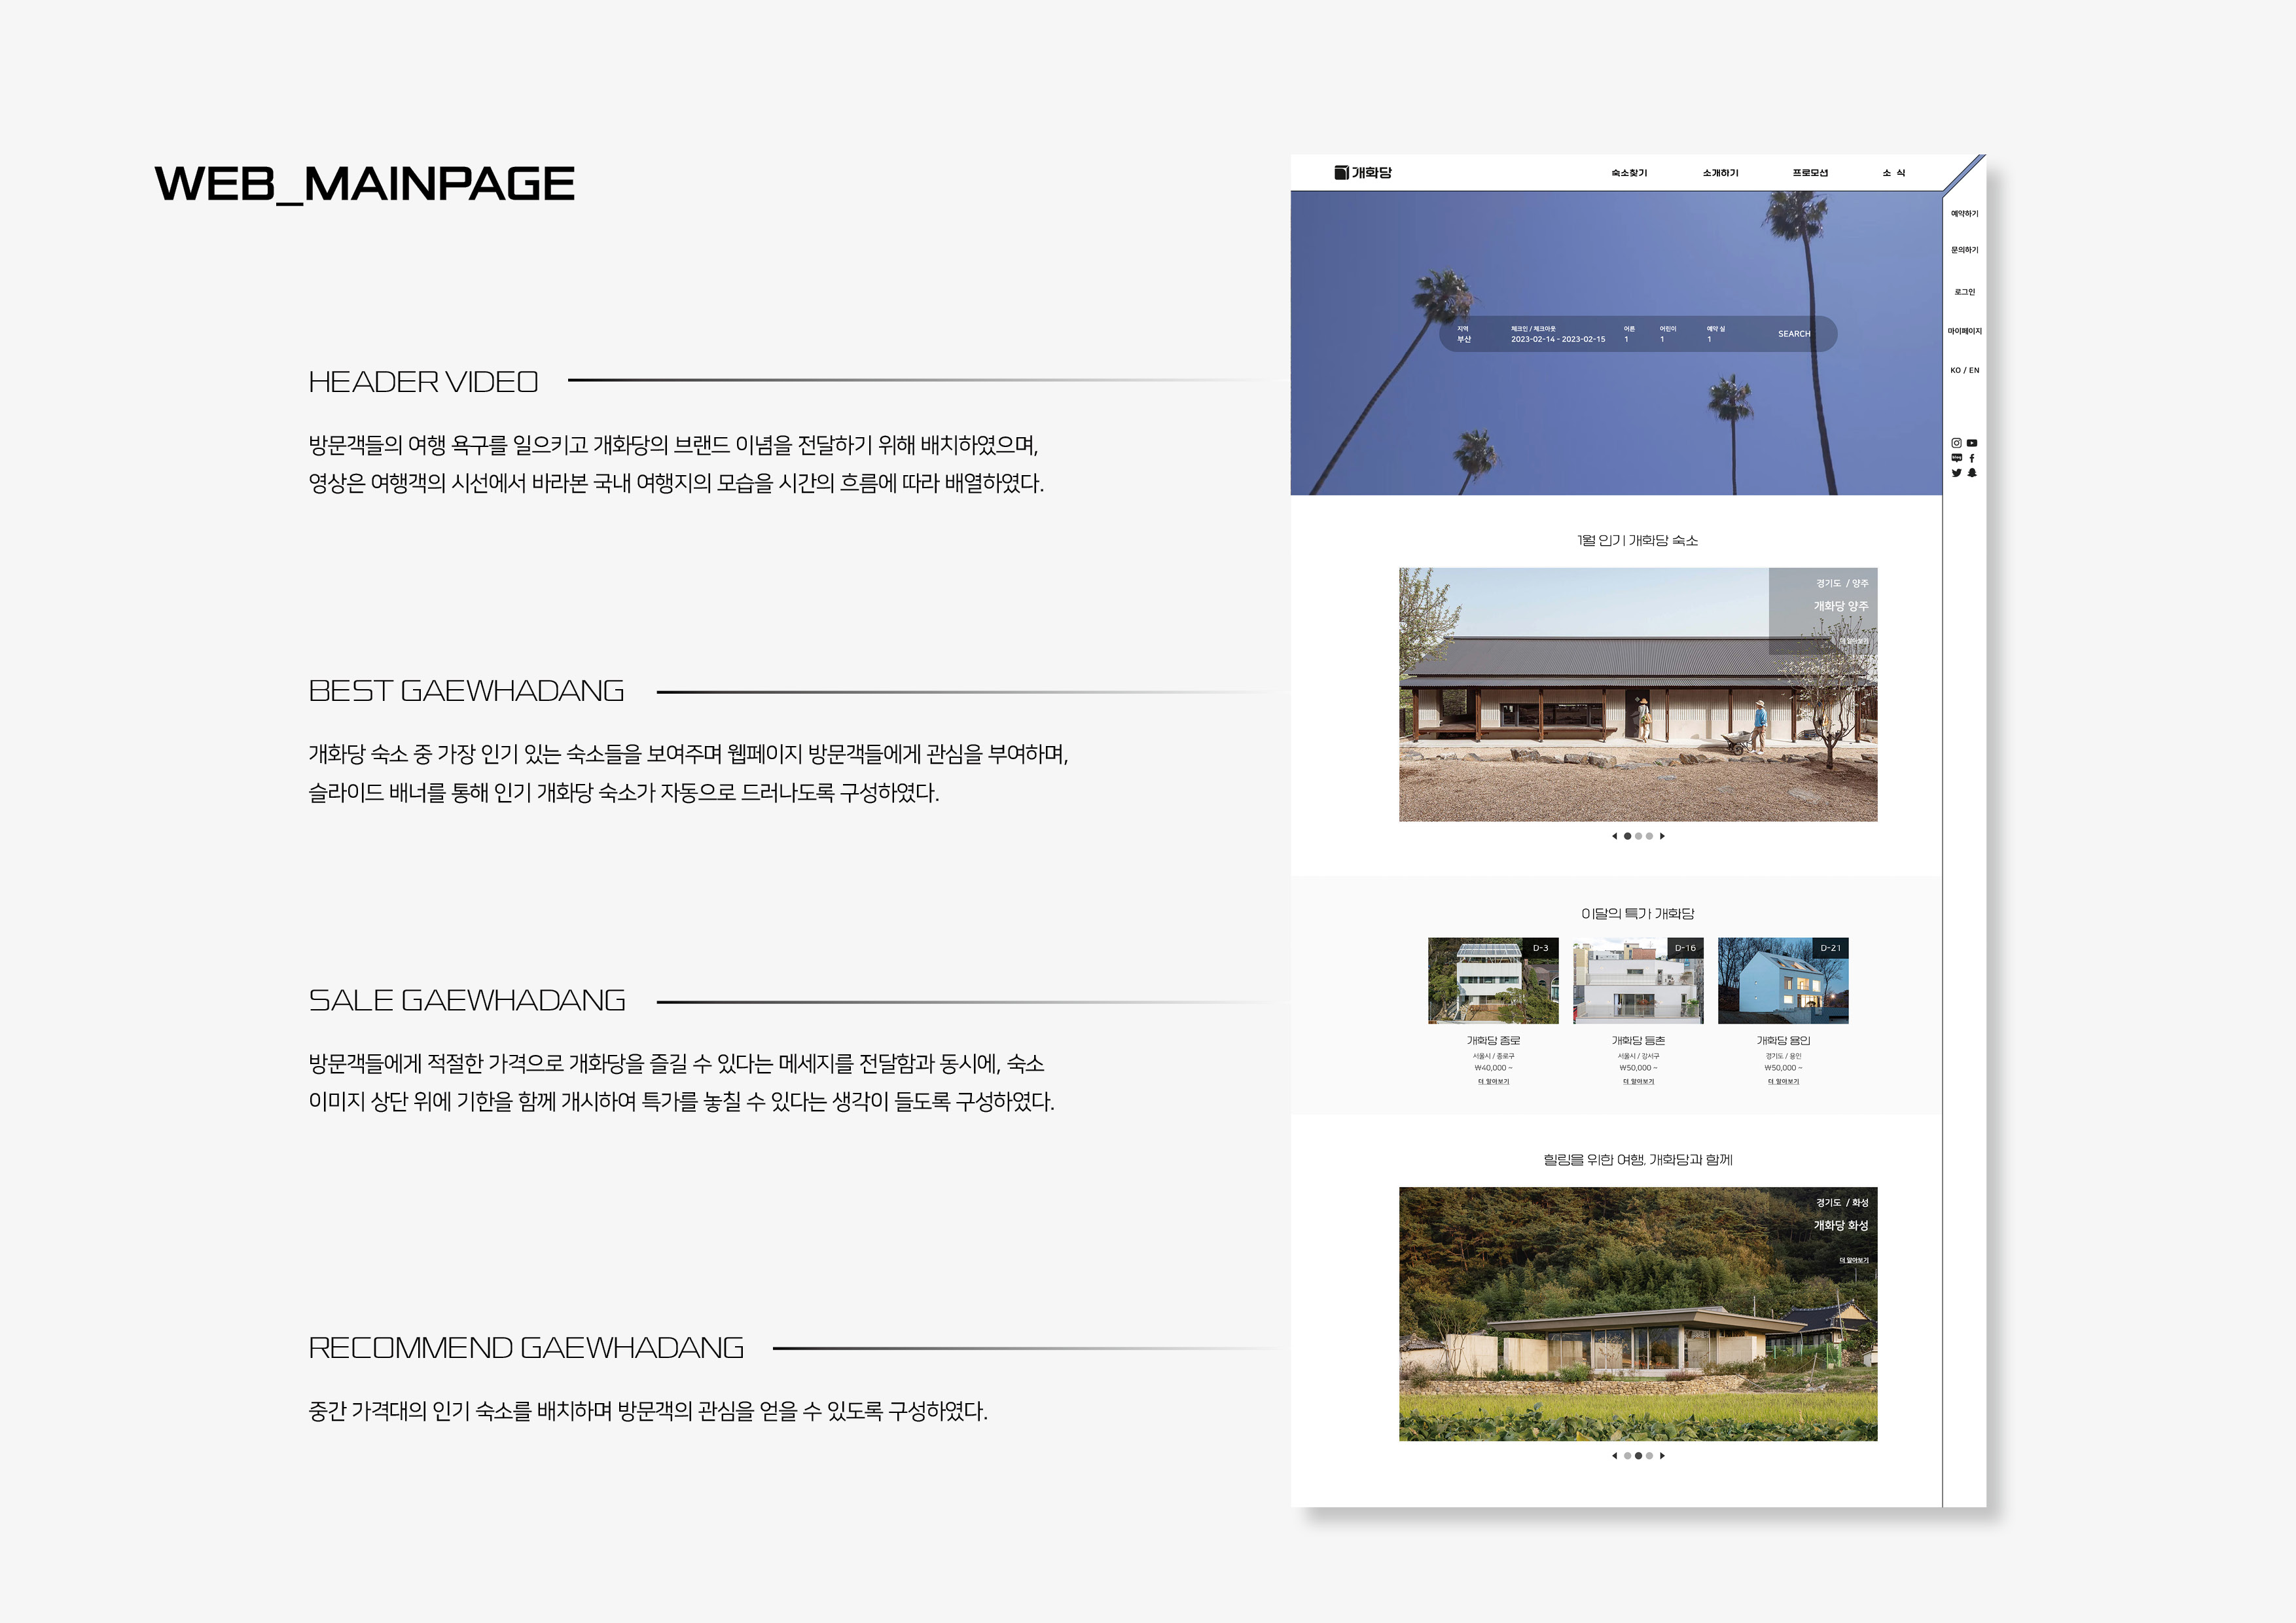 WEB_MAINPAGE
HEADER VIDEO
방문객들의 여행 욕구를 일으키고 개화당의 브랜드 이념을 전달하기 위해 배치하였으며,
영상은 여행객의 시선에서 바라본 국내 여행지의 모습을 시간의 흐름에 따라 배열하였다.
BEST GAEWHADANG
개화당 숙소 중 가장 인기 있는 숙소들을 보여주며 웹페이지 방문객들에게 관심을 부여하며,
슬라이드 배너를 통해 인기 개화당 숙소가 자동으로 드러나도록 구성하였다.
SALE GAEWHADANG
방문객들에게 적절한 가격으로 개화당을 즐길 수 있다는 메세지를 전달함과 동시에, 숙소
이미지 상단 위에 기한을 함께 개시하여 특가를 놓칠 수 있다는 생각이 들도록 구성하였다.
RECOMMEND GAEWHADANG
중간 가격대의 인기 숙소를 배치하며 방문객의 관심을 얻을 수 있도록 구성하였다.
개화당 숙소찾기 소개하기 프로모션 소 식
예약하기
문의하기
로그인
마이페이지
KO / EN
지역 체크인 / 체크아웃 어른 어린이 예약 실
부산 2023-02-14 - 2023-02-15 1 1 1 SEARCH
1월 인기 개화당 숙소
경기도 / 양주
개화당 양주
더 알아보기
이달의 특가 개화당
D-3 D-16 D-21
개화당 종로 개화당 등촌 개화당 용인
서울시 / 종로구 서울시 / 강서구 경기도 / 용인
₩40,000 ~ ₩50,000 ~ ₩50,000 ~
더 알아보기 더 알아보기 더 알아보기
힐링을 위한 여행, 개화당과 함께
경기도 / 화성
개화당 화성
더 알아보기